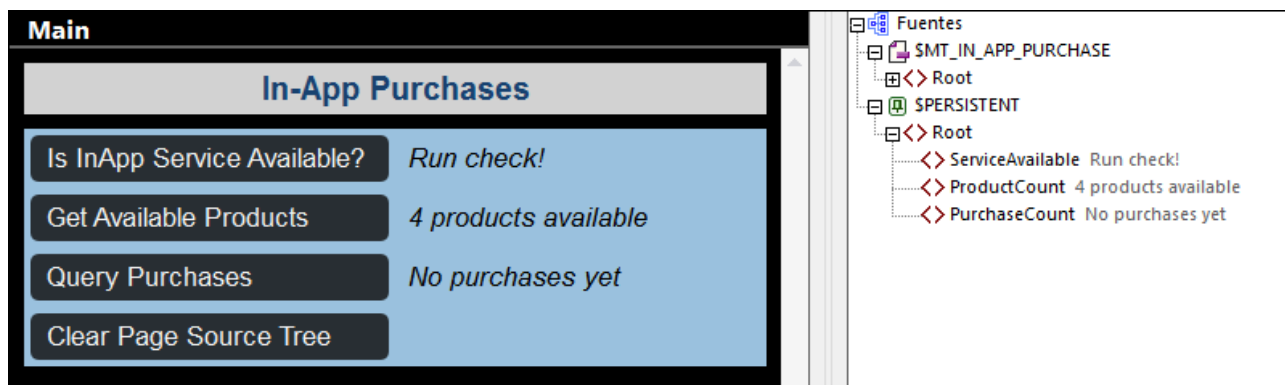 Main
In-App Purchases
Is InApp Service Available? Run check!
Get Available Products 4 products available
Query Purchases No purchases yet
Clear Page Source Tree
Fuentes
$MT_IN_APP_PURCHASE
Root
$PERSISTENT
Root
ServiceAvailable Run check!
ProductCount 4 products available
PurchaseCount No purchases yet